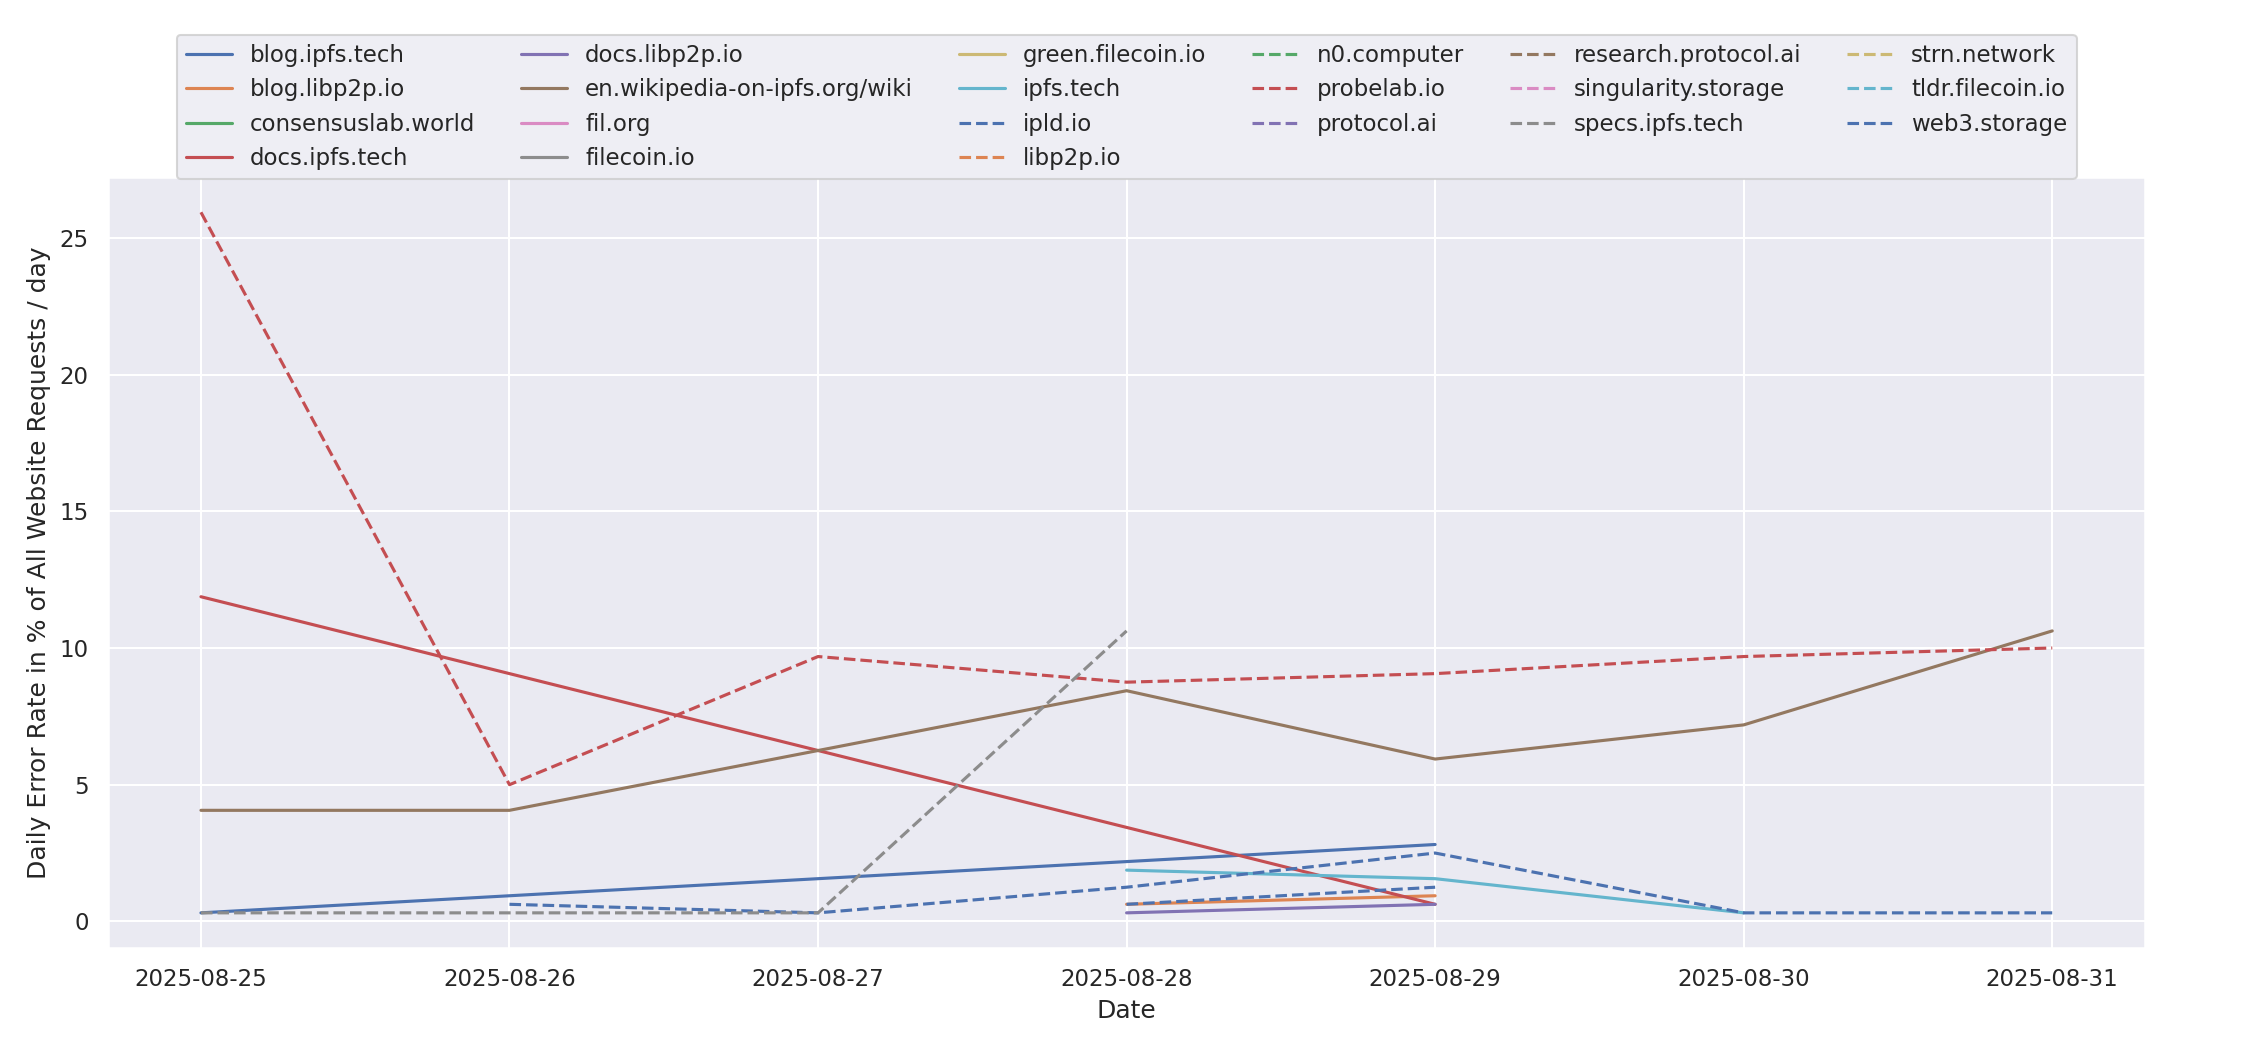 blog.ipfs.tech
blog.libp2p.io
consensuslab.world
docs.ipfs.tech
docs.libp2p.io
en.wikipedia-on-ipfs.org/wiki
fil.org
filecoin.io
green.filecoin.io
ipfs.tech
ipld.io
libp2p.io
n0.computer
probelab.io
protocol.ai
research.protocol.ai
singularity.storage
specs.ipfs.tech
strn.network
tldr.filecoin.io
web3.storage
Daily Error Rate in % of All Website Requests / day
25
20
15
10
5
0
2025-08-25
2025-08-26
2025-08-27
2025-08-28
2025-08-29
2025-08-30
2025-08-31
Date